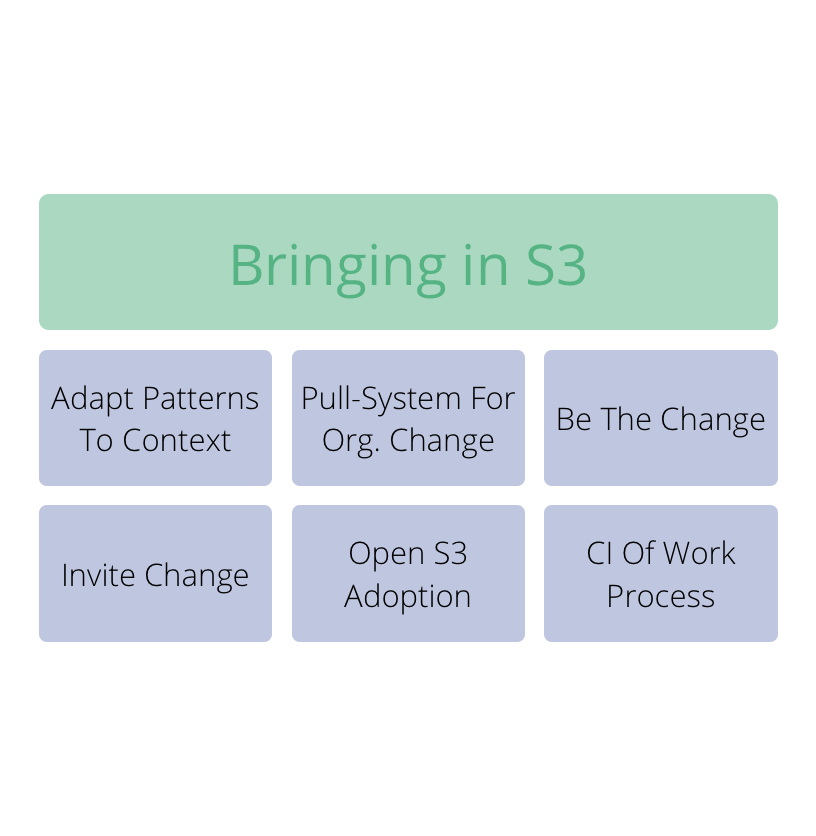 Bringing in S3
Adapt Patterns
To Context
Pull-System For
Org. Change
Be The Change
Invite Change
Open S3
Adoption
CI Of Work
Process